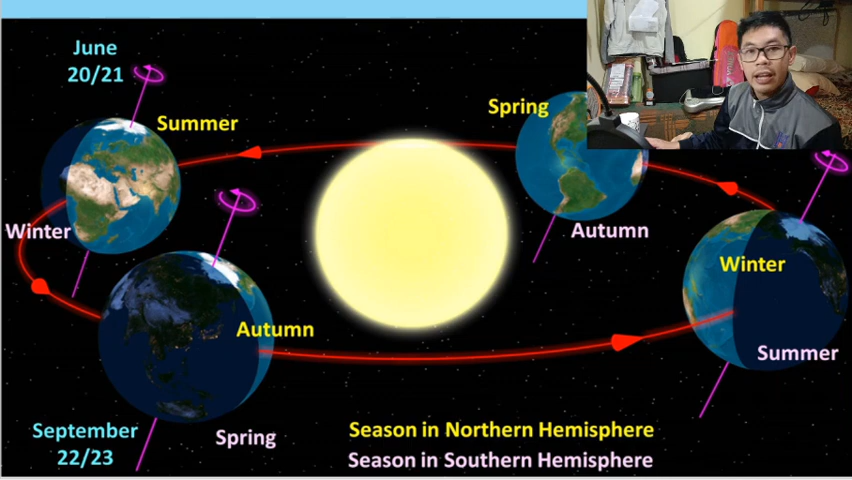 June
20/21
Summer
Spring
Winter
Autumn
Winter
Autumn
Summer
September
22/23
Spring
Season in Northern Hemisphere
Season in Southern Hemisphere